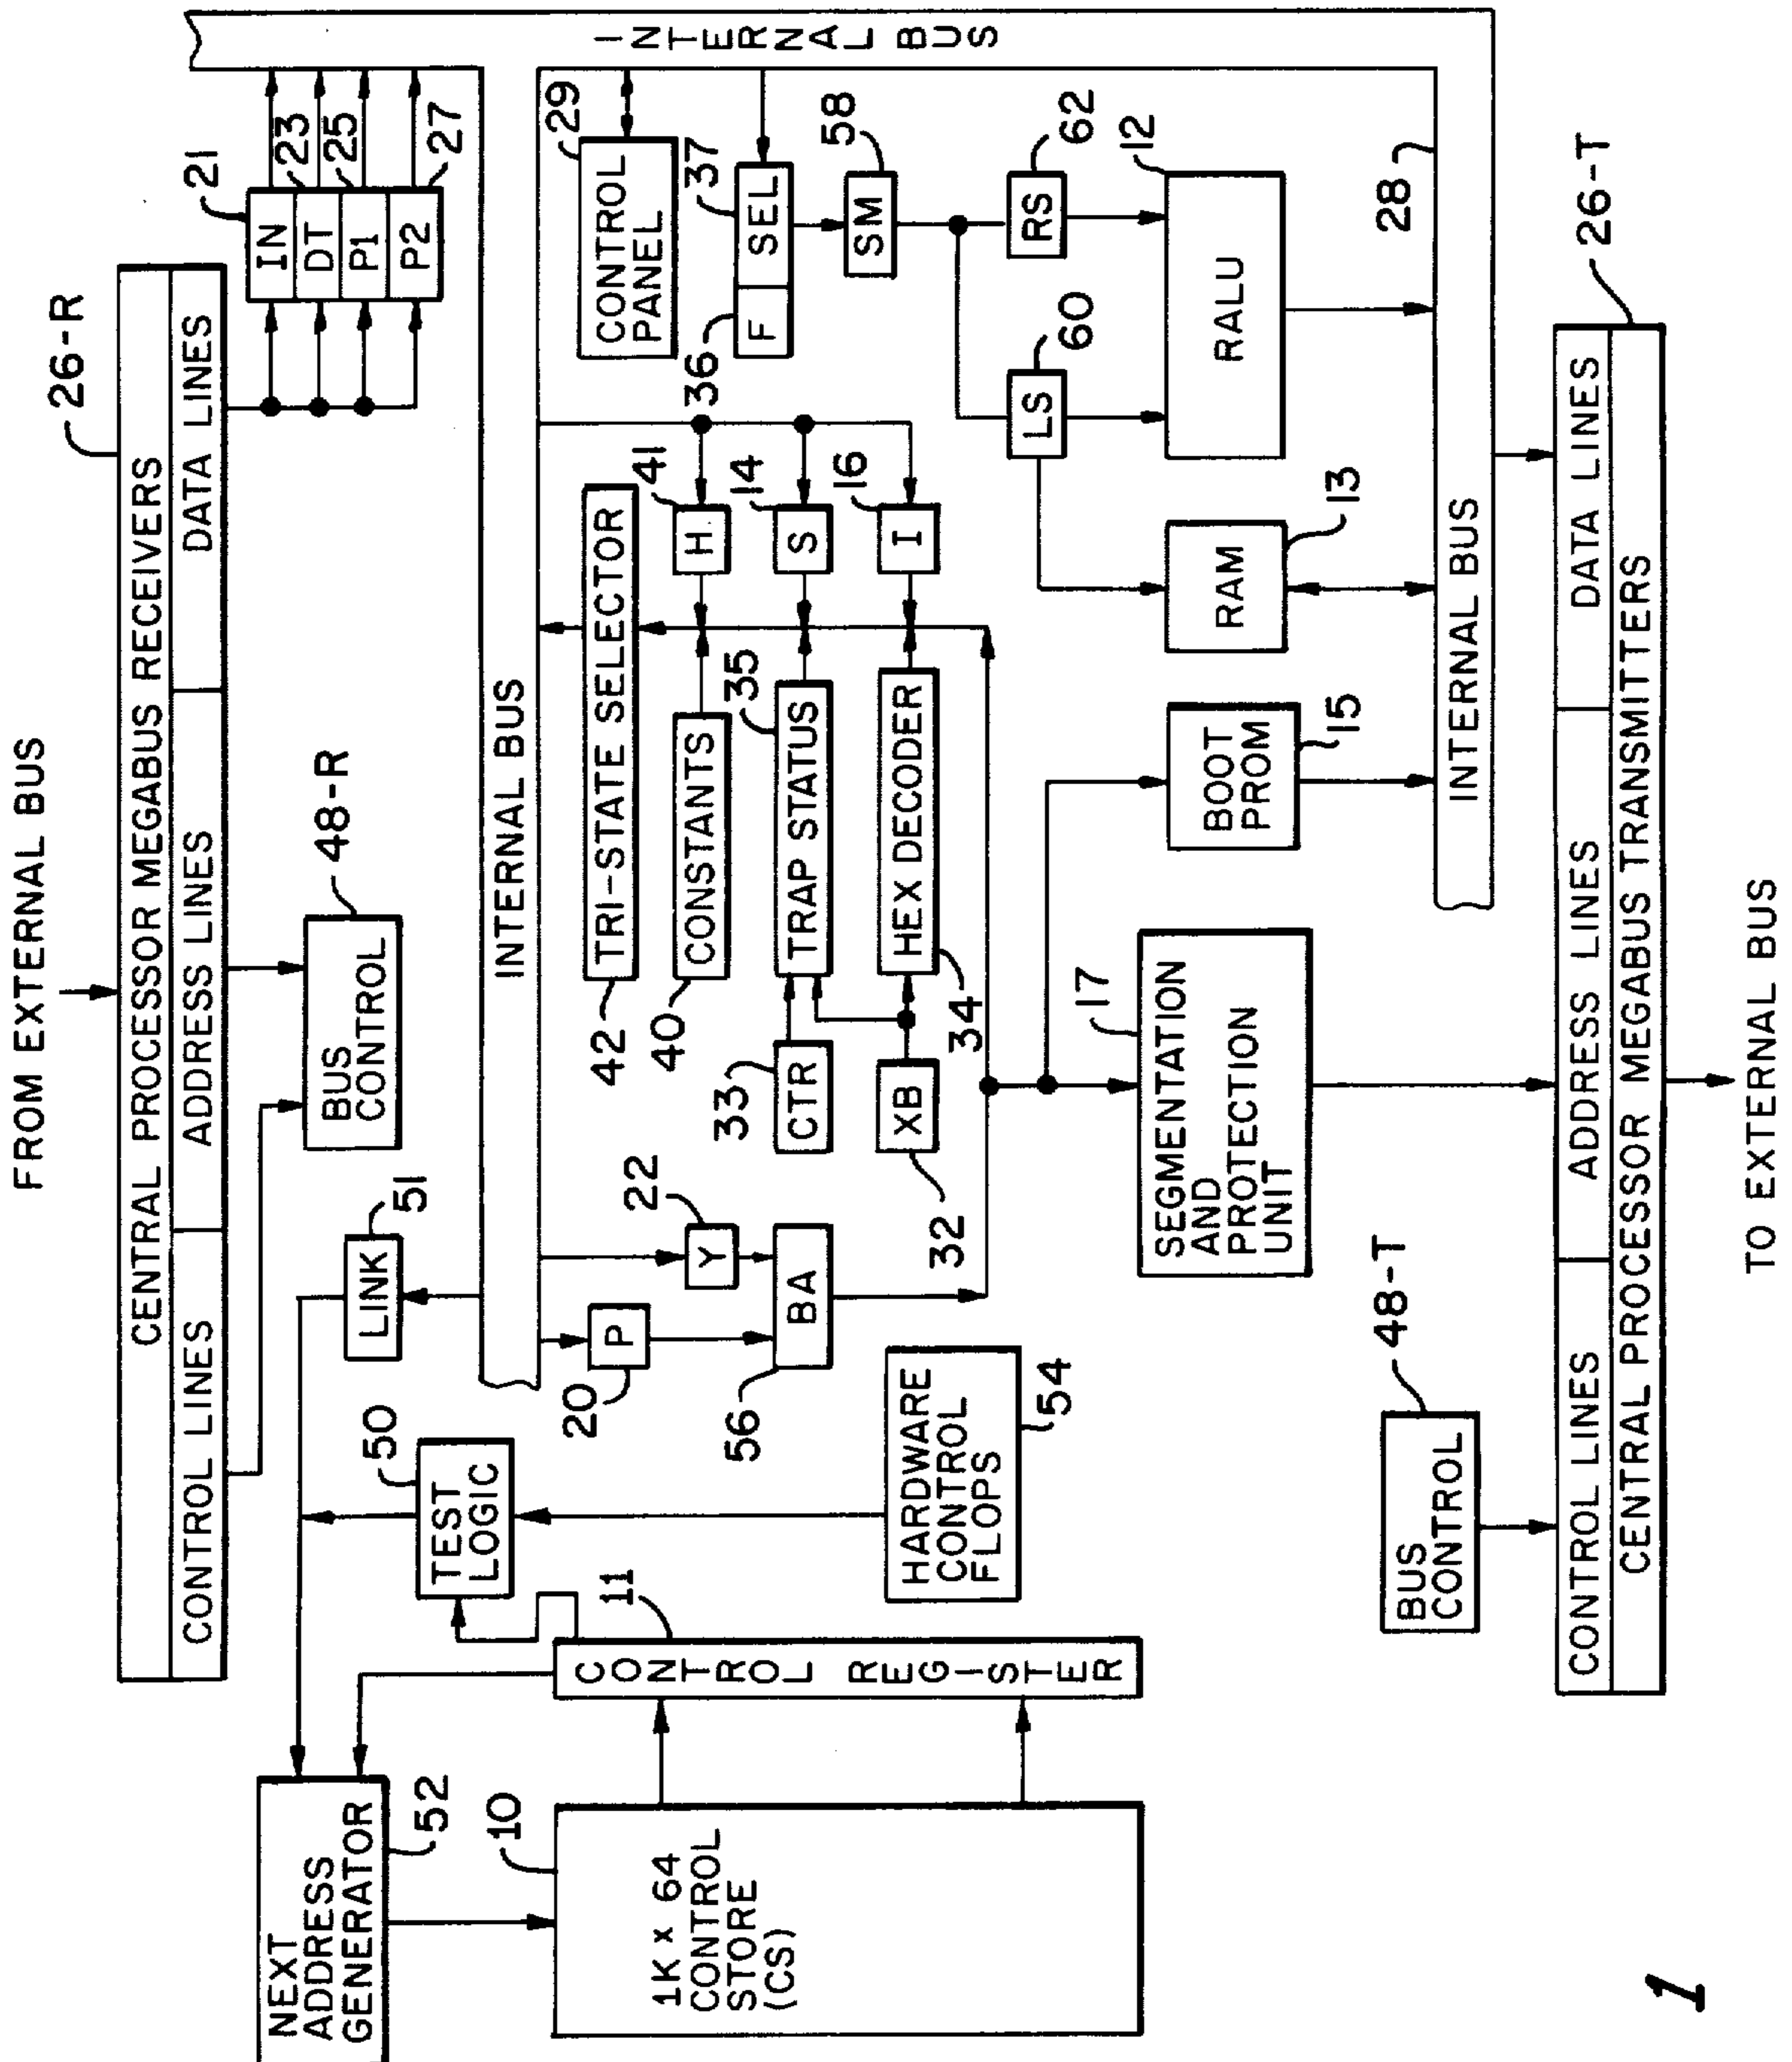 FROM EXTERNAL BUS
26-R
CENTRAL PROCESSOR MEGABUS RECEIVERS
CONTROL LINES
ADDRESS LINES
DATA LINES
NEXT
ADDRESS
GENERATOR
52
50
TEST
LOGIC
LINK
51
BUS
CONTROL
48-R
21
IN
23
DT
25
P1
27
P2
INTERNAL BUS
INTERNAL BUS
10
1K × 64
CONTROL
STORE
(CS)
11
CONTROL REGISTER
HARDWARE
CONTROL
FLOPS
54
20
P
22
Y
56
BA
42
TRI-STATE SELECTOR
40
CONSTANTS
41
H
33
CTR
35
TRAP STATUS
14
S
32
XB
34
HEX DECODER
16
I
29
CONTROL
PANEL
36
F
37
SEL
58
SM
60
LS
62
RS
17
SEGMENTATION
AND
PROTECTION
UNIT
BOOT
PROM
15
RAM
13
RALU
12
28
INTERNAL BUS
48-T
BUS
CONTROL
26-T
CONTROL LINES
ADDRESS LINES
DATA LINES
CENTRAL PROCESSOR MEGABUS TRANSMITTERS
TO EXTERNAL BUS
1